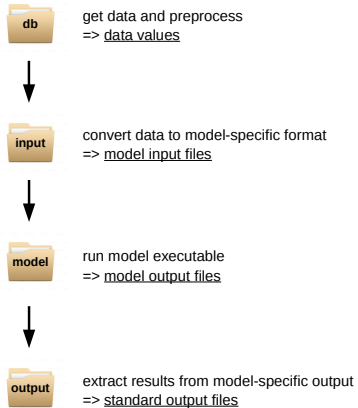 db
get data and preprocess
=> data values
input
convert data to model-specific format
=> model input files
model
run model executable
=> model output files
output
extract results from model-specific output
=> standard output files